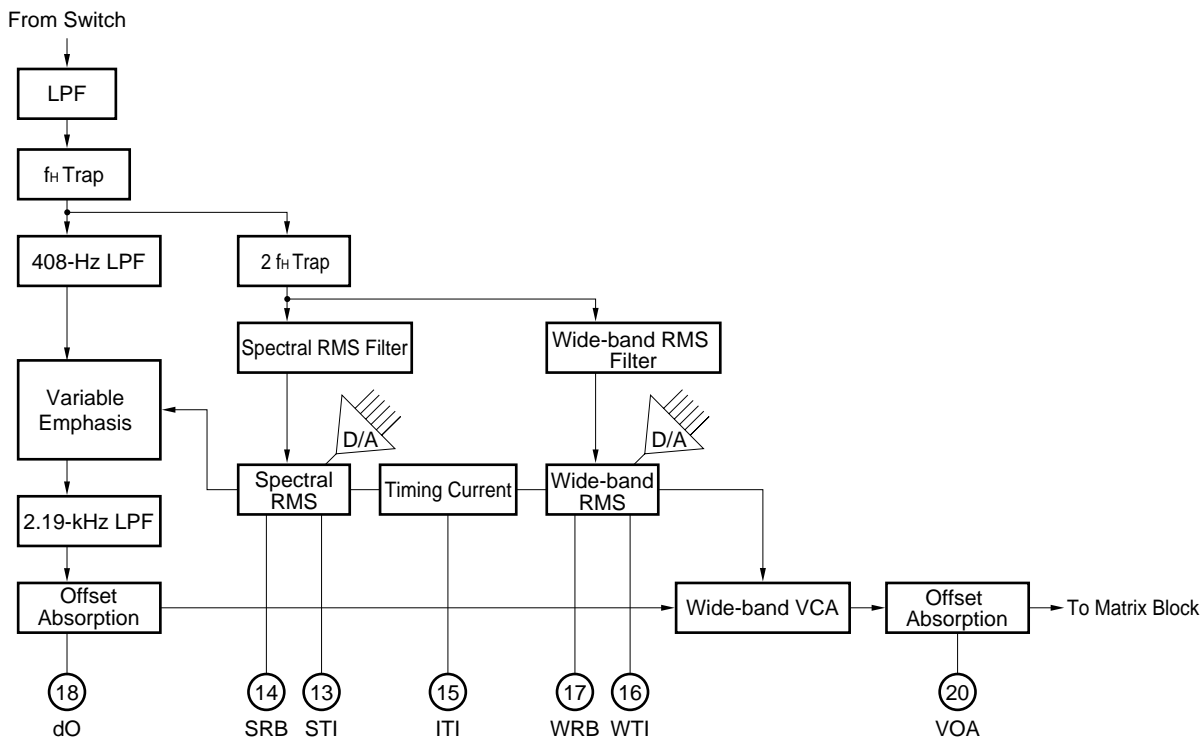 From Switch
LPF
fH Trap
408-Hz LPF
2 fH Trap
Spectral RMS Filter
Wide-band RMS
Filter
Variable
Emphasis
D/A
D/A
Spectral
RMS
Timing Current
Wide-band
RMS
2.19-kHz LPF
Offset
Absorption
Wide-band VCA
Offset
Absorption
To Matrix Block
18
14
13
15
17
16
20
dO
SRB
STI
ITI
WRB
WTI
VOA